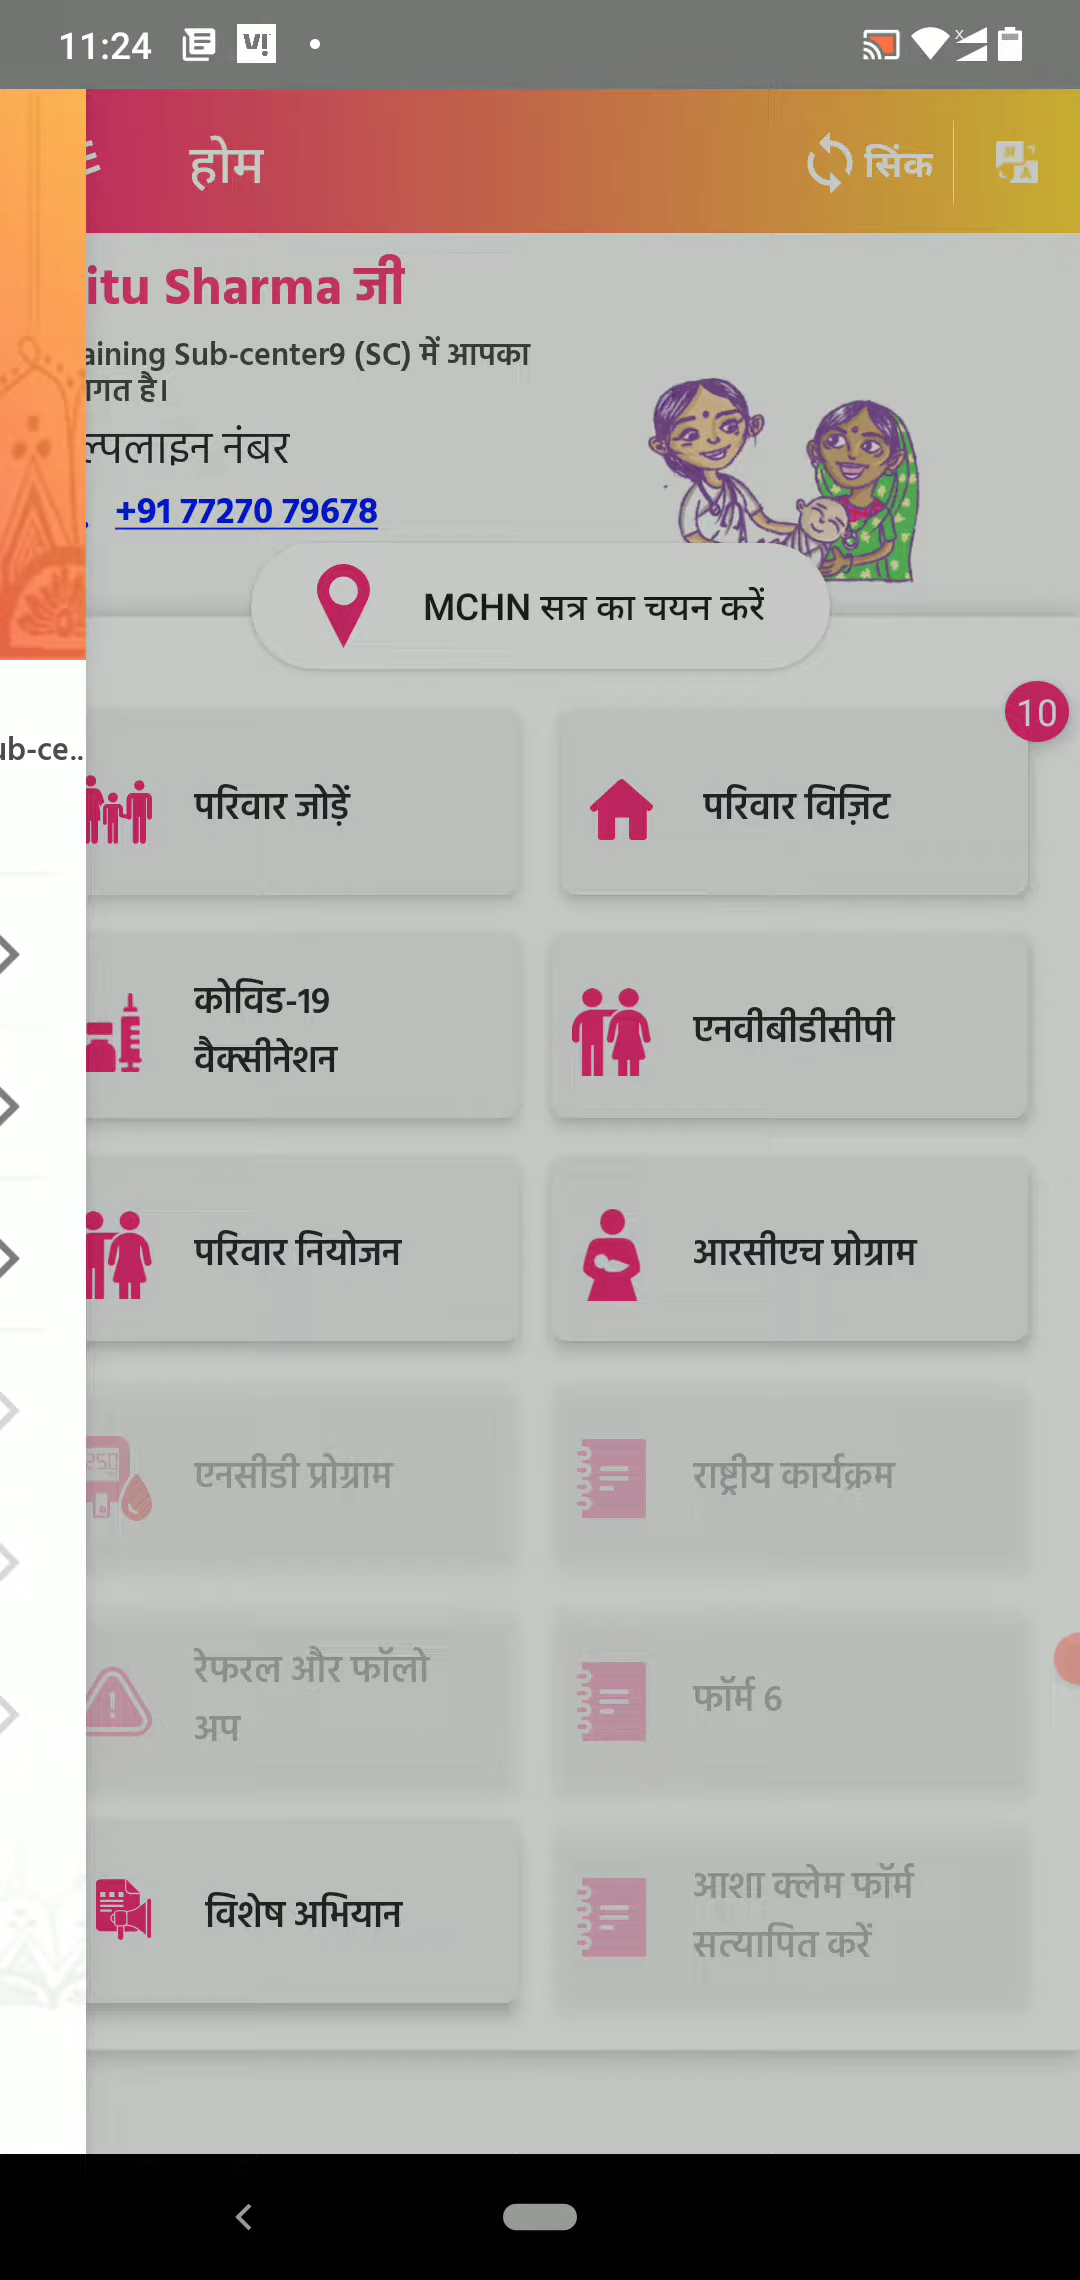 11:24
होम
सिंक
itu Sharma जी
aining Sub-center9 (SC) में आपका
गत है।
ल्पलाइन नंबर
+91 77270 79678
MCHN सत्र का चयन करें
10
ub-ce..
परिवार जोड़ें
परिवार विज़िट
कोविड-19
वैक्सीनेशन
एनवीबीडीसीपी
परिवार नियोजन
आरसीएच प्रोग्राम
एनसीडी प्रोग्राम
राष्ट्रीय कार्यक्रम
रेफरल और फॉलो
अप
फॉर्म 6
विशेष अभियान
आशा क्लेम फॉर्म
सत्यापित करें